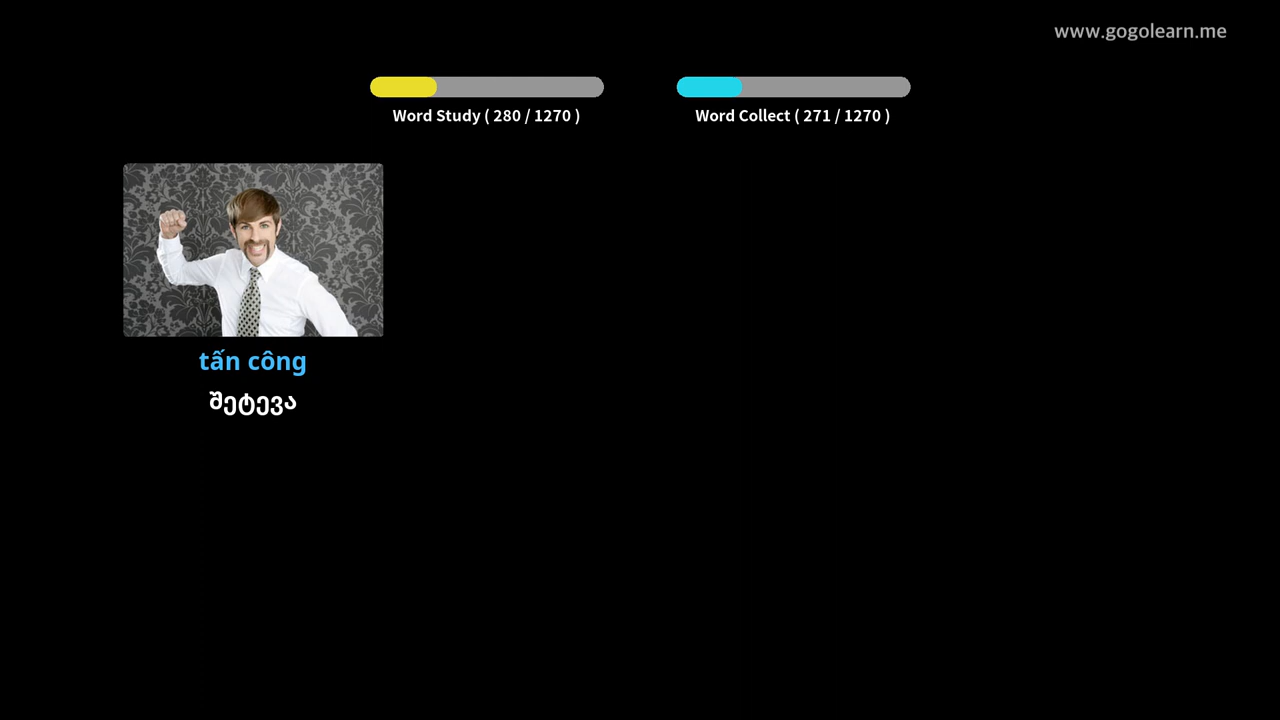 www.gogolearn.me
Word Study ( 280 / 1270 )
Word Collect ( 271 / 1270 )
tấn công
შეტევა